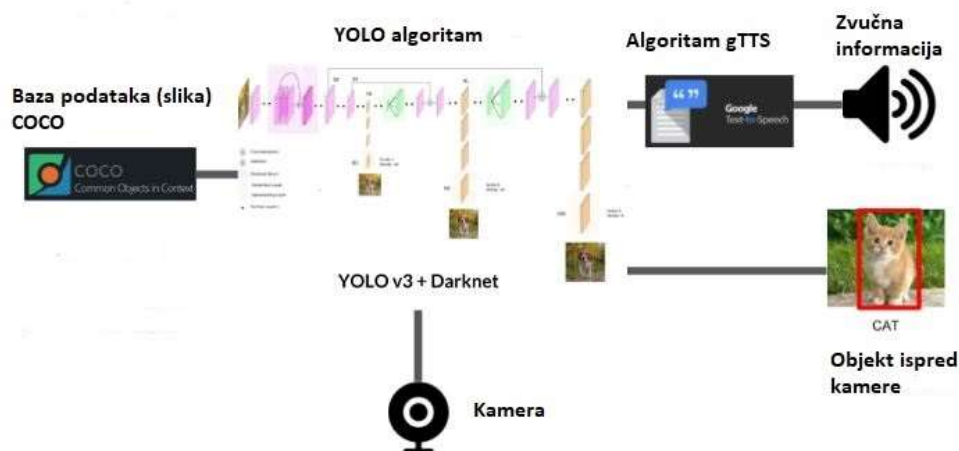 YOLO algoritam
Algoritam gTTS
Zvučna
informacija
Baza podataka (slika)
COCO
COCO
Common Objects in Context
Google
Text-to-Speech
YOLO v3 + Darknet
CAT
Objekt ispred
kamere
Kamera